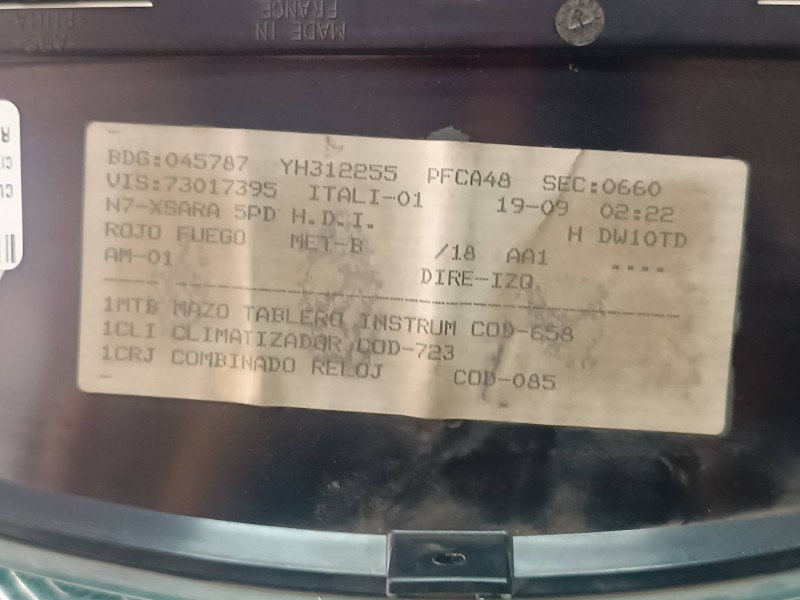 MADE IN
FRANCE
BDG:045787 YH312255 PFCA48 SEC:0660
VIS:73017395 ITALI-01 19-09 02:22
N7-XSARA 5PD H.D.I. H DW10TD
ROJO FUEGO MET-B /18 AA1 ....
AM-01 DIRE-IZQ.
1MTB MAZO TABLERO INSTRUM COD-658
1CLI CLIMATIZADOR COD-723
1CRJ COMBINADO RELOJ COD-085